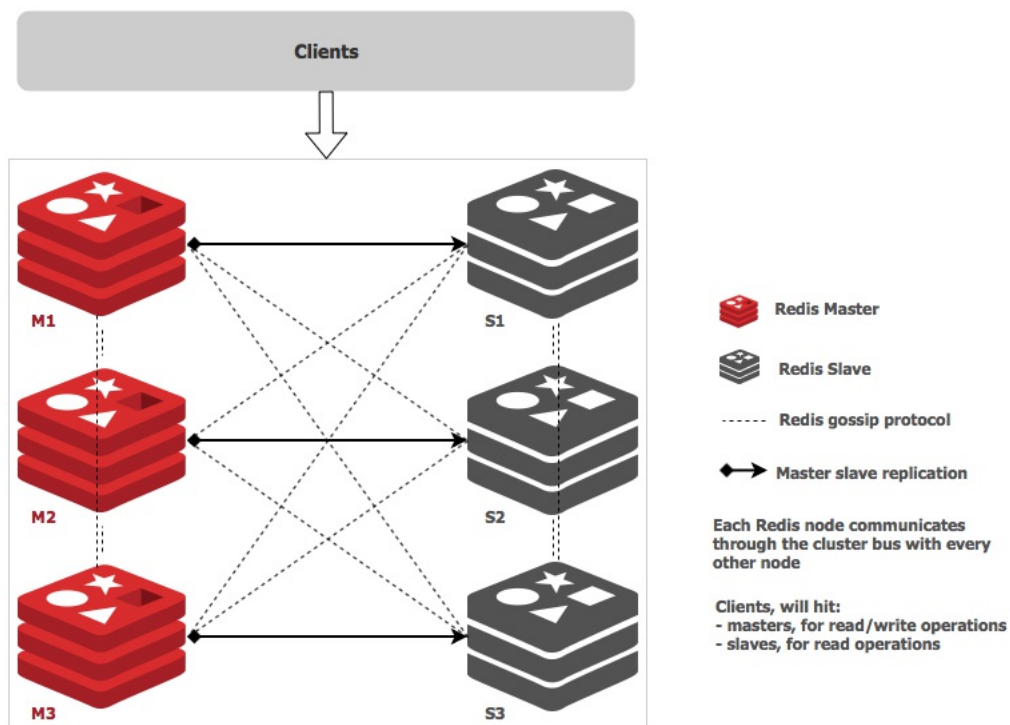 Clients
M1
S1
M2
S2
M3
S3
Redis Master
Redis Slave
Redis gossip protocol
Master slave replication
Each Redis node communicates
through the cluster bus with every
other node
Clients, will hit:
- masters, for read/write operations
- slaves, for read operations